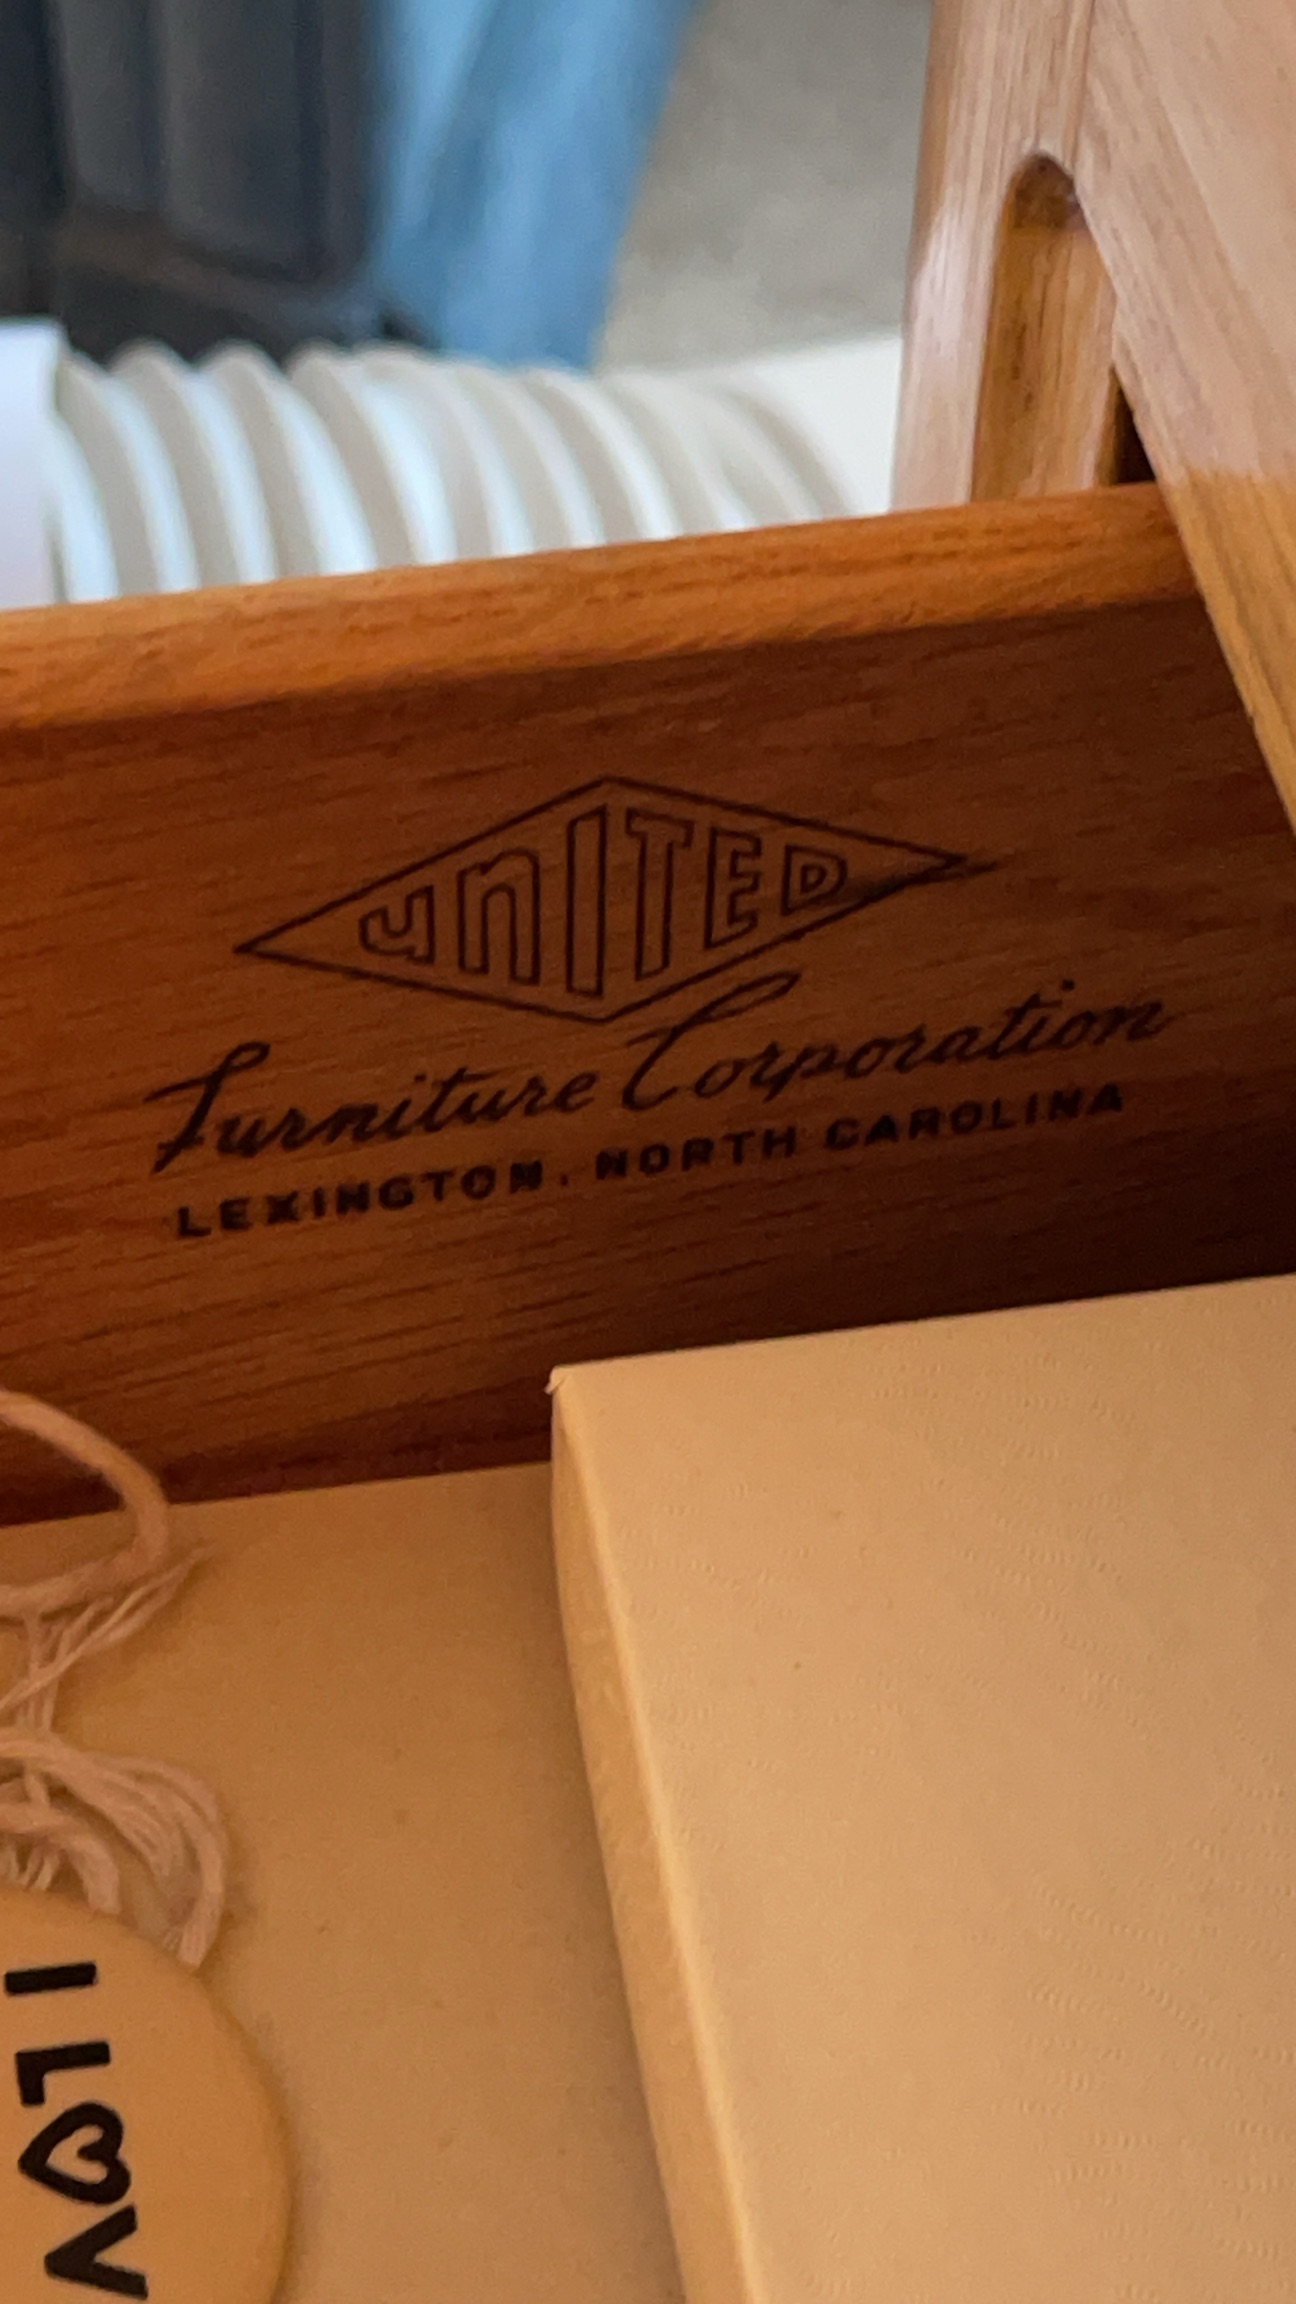 UNITED
Furniture Corporation
LEXINGTON, NORTH CAROLINA
I
LOV